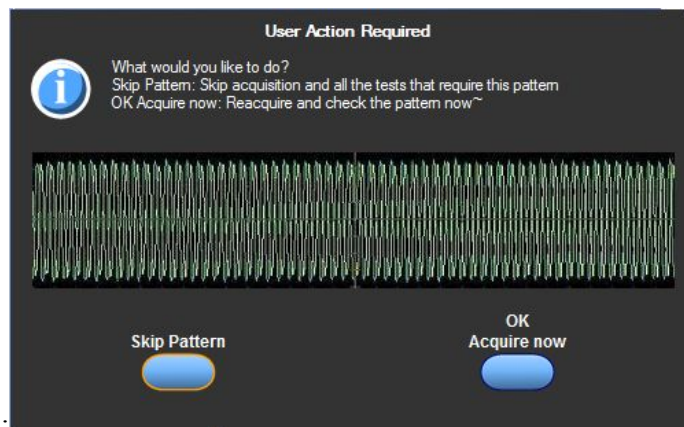 User Action Required
What would you like to do?
Skip Pattern: Skip acquisition and all the tests that require this pattern
OK Acquire now: Reacquire and check the pattern now~
Skip Pattern
OK
Acquire now
.